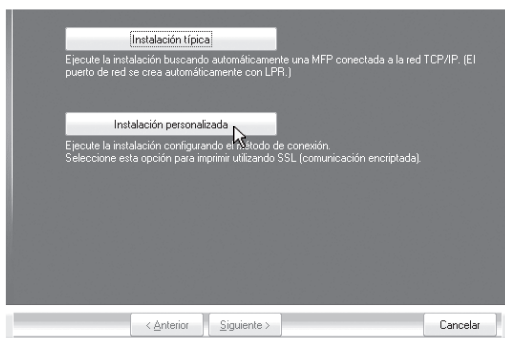 Instalación típica
Ejecute la instalación buscando automáticamente una MFP conectada a la red TCP/IP. (El
puerto de red se crea automáticamente con LPR.)
Instalación personalizada
Ejecute la instalación configurando el método de conexión.
Seleccione esta opción para imprimir utilizando SSL (comunicación encriptada).
< Anterior
Siguiente >
Cancelar